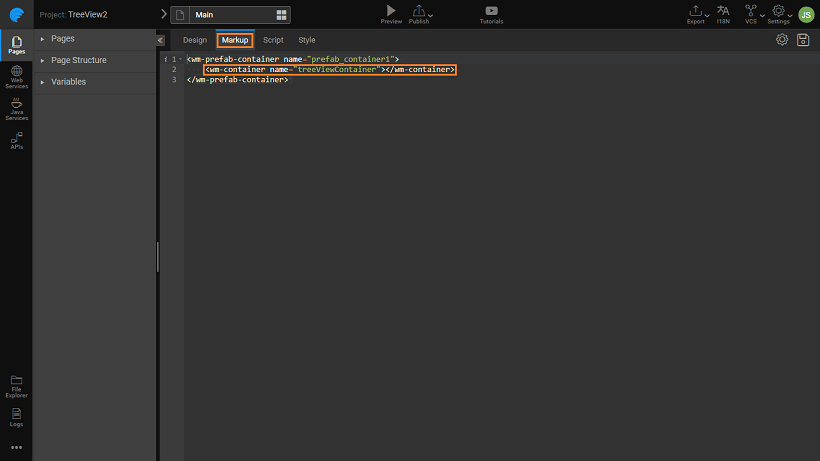 Project: TreeView2
Main
Preview
Publish
Tutorials
Export
I18N
VCS
Settings
JS
Pages
Web
Services
Java
Services
APIs
File
Explorer
Logs
Pages
Page Structure
Variables
Design
Markup
Script
Style
i 1 <wm-prefab-container name="prefab_container1">
2 <wm-container name="treeViewContainer"></wm-container>
3 </wm-prefab-container>